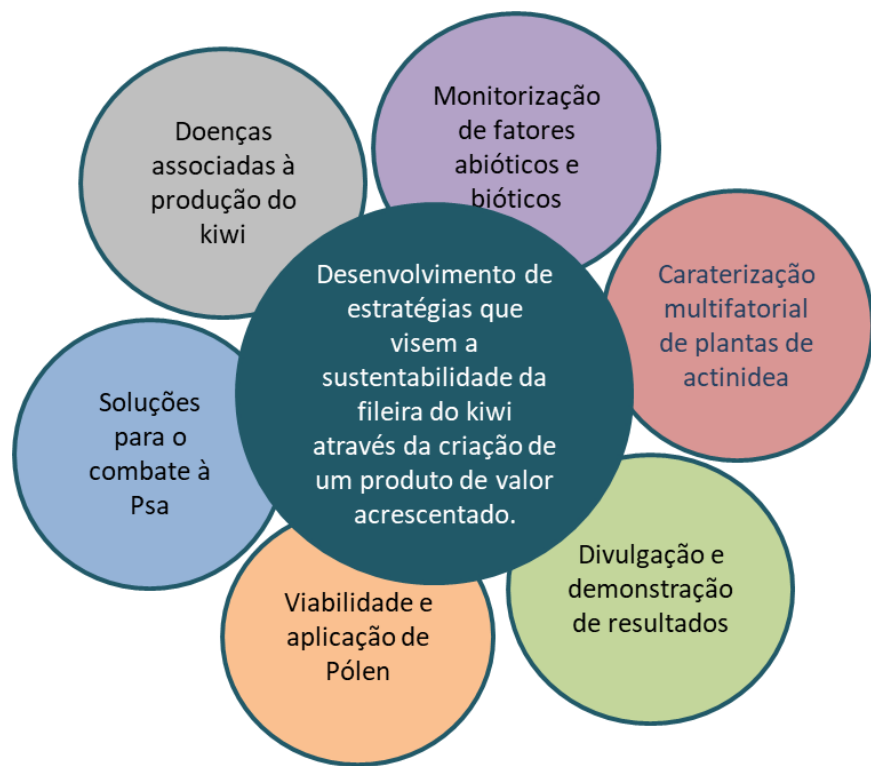 Monitorização
de fatores
abióticos e
bióticos
Doenças
associadas à
produção do
kiwi
Caraterização
multifatorial
de plantas de
actinidea
Desenvolvimento de
estratégias que
visem a
sustentabilidade da
fileira do kiwi
através da criação de
um produto de valor
acrescentado.
Soluções
para o
combate à
Psa
Divulgação e
demonstração
de resultados
Viabilidade e
aplicação de
Pólen